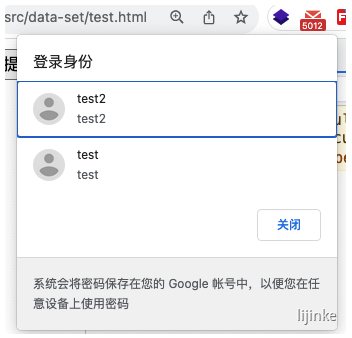 src/data-set/test.html
5012
提
登录身份
test2
test2
test
test
关闭
系统会将密码保存在您的 Google 帐号中，以便您在任
意设备上使用密码
lijinke